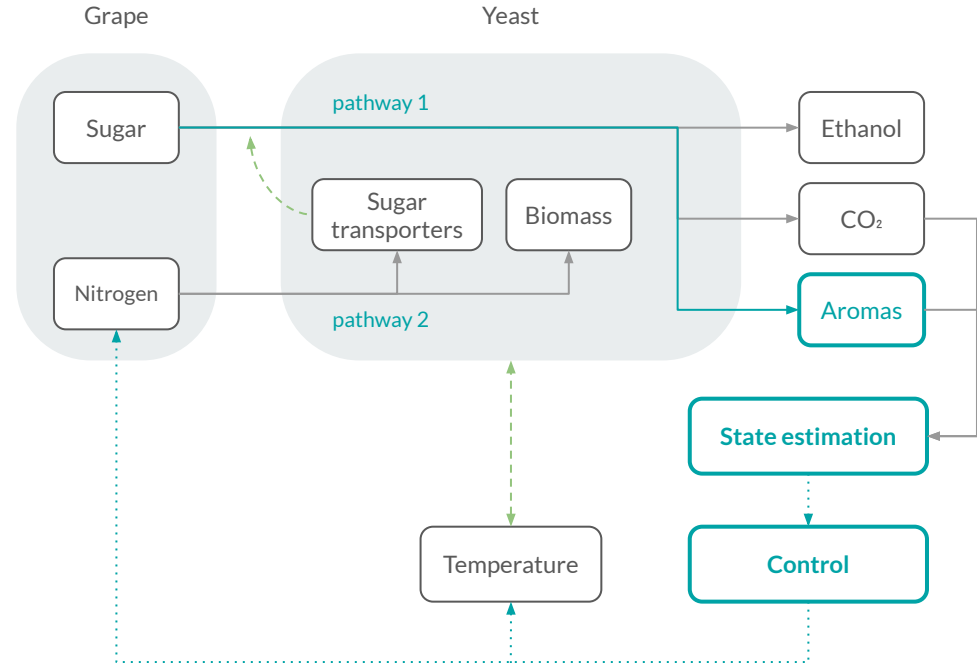 Grape
Yeast
pathway 1
Sugar
Ethanol
Sugar
transporters
Biomass
CO₂
Nitrogen
pathway 2
Aromas
State estimation
Temperature
Control